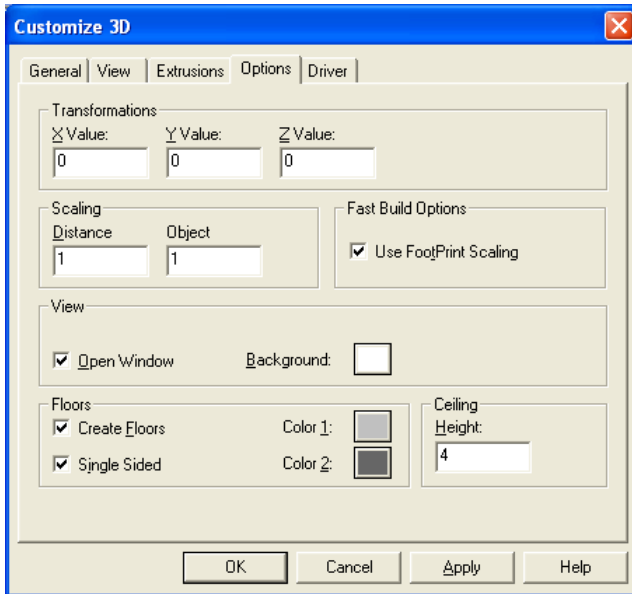 Customize 3D
General View Extrusions Options Driver
Transformations
X Value: Y Value: Z Value:
0 0 0
Scaling Fast Build Options
Distance Object
1 1 Use FootPrint Scaling
View
Open Window Background:
Floors Ceiling
Create Floors Color 1: Height:
4
Single Sided Color 2:
OK Cancel Apply Help